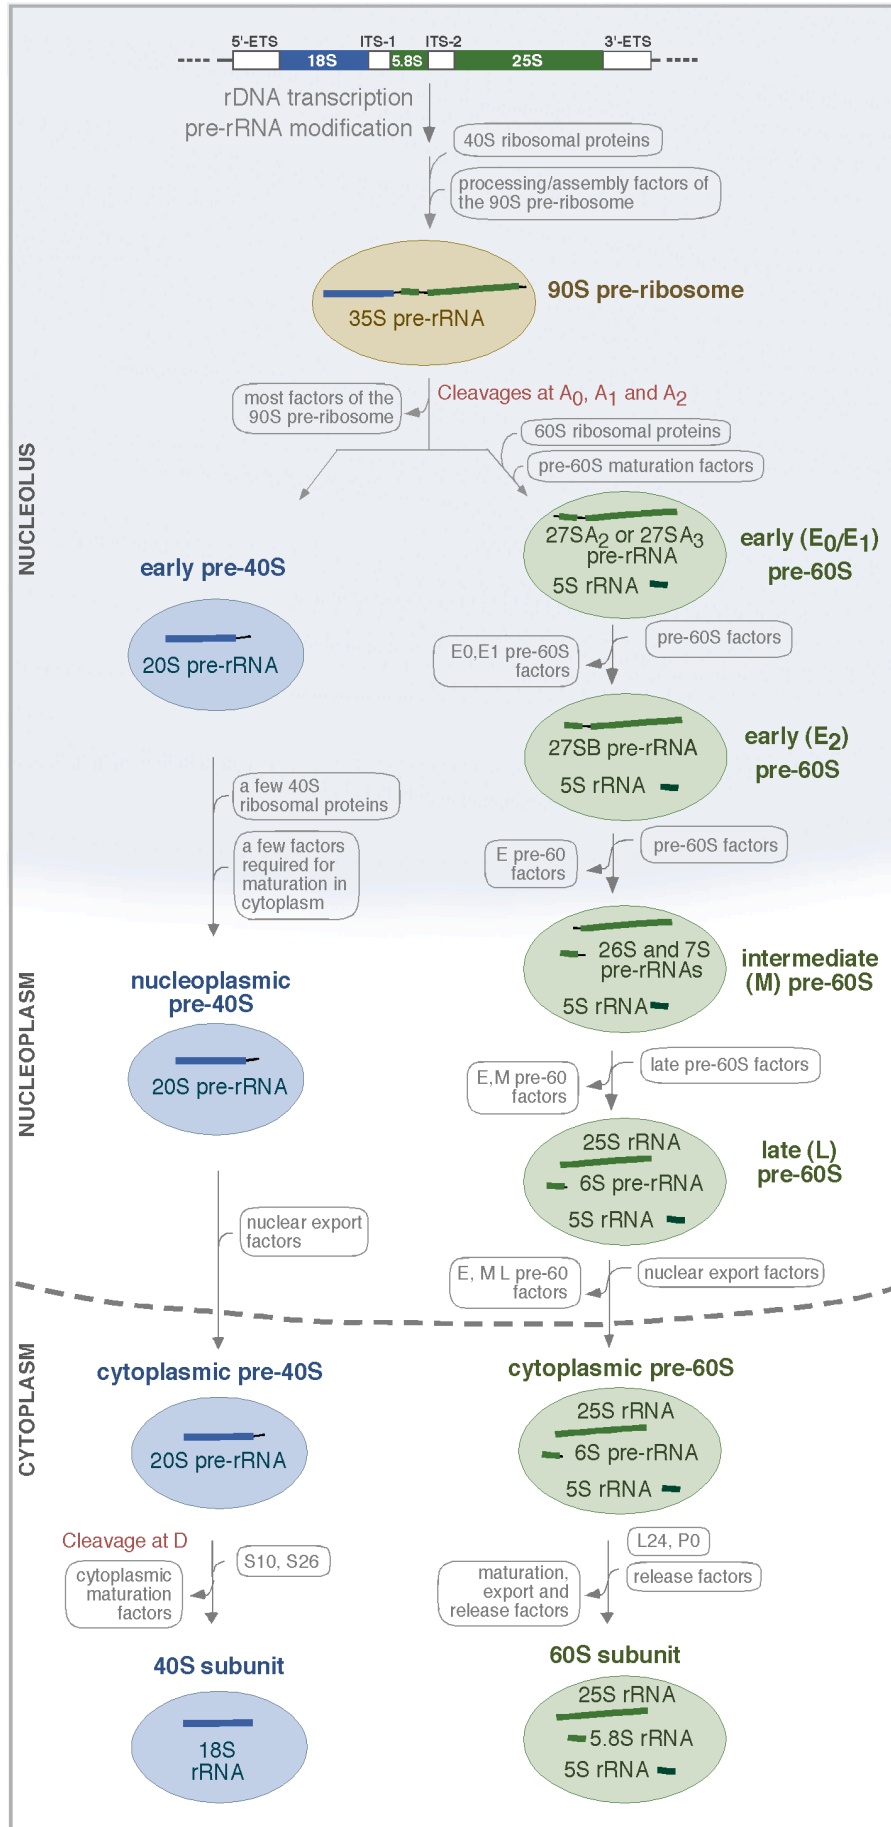 5'-ETS ITS-1 ITS-2 3'-ETS
18S 5.8S 25S
rDNA transcription
pre-rRNA modification
40S ribosomal proteins
processing/assembly factors of
the 90S pre-ribosome
90S pre-ribosome
35S pre-rRNA
Cleavages at A0, A1 and A2
most factors of the
90S pre-ribosome
60S ribosomal proteins
pre-60S maturation factors
NUCLEOLUS
27SA2 or 27SA3
pre-rRNA
5S rRNA
early (E0/E1)
pre-60S
early pre-40S
20S pre-rRNA
pre-60S factors
E0,E1 pre-60S
factors
27SB pre-rRNA
5S rRNA
early (E2)
pre-60S
a few 40S
ribosomal proteins
a few factors
required for
maturation in
cytoplasm
pre-60S factors
E pre-60
factors
NUCLEOPLASM
nucleoplasmic
pre-40S
20S pre-rRNA
26S and 7S
pre-rRNAs
5S rRNA
intermediate
(M) pre-60S
late pre-60S factors
E,M pre-60
factors
25S rRNA
6S pre-rRNA
5S rRNA
late (L)
pre-60S
nuclear export
factors
E, M L pre-60
factors
nuclear export factors
CYTOPLASM
cytoplasmic pre-40S
20S pre-rRNA
cytoplasmic pre-60S
25S rRNA
6S pre-rRNA
5S rRNA
Cleavage at D
S10, S26
cytoplasmic
maturation
factors
L24, P0
release factors
maturation,
export and
release factors
40S subunit
18S
rRNA
60S subunit
25S rRNA
5.8S rRNA
5S rRNA